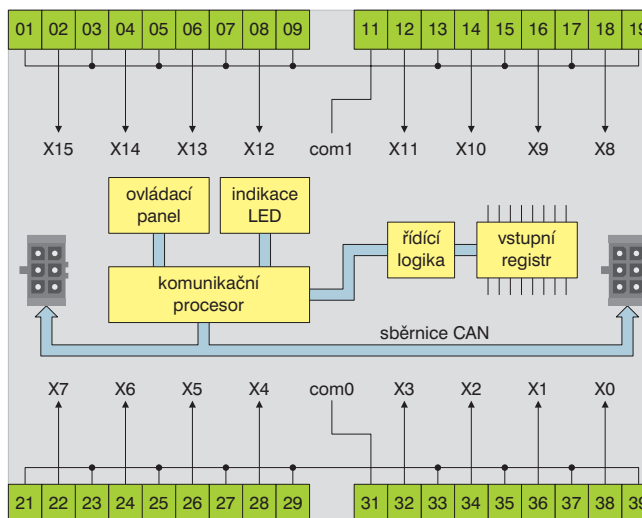 01 02 03 04 05 06 07 08 09 11 12 13 14 15 16 17 18 19
X15 X14 X13 X12 com1 X11 X10 X9 X8
ovládací
panel
indikace
LED
řídící
logika
vstupní
registr
komunikační
procesor
sběrnice CAN
X7 X6 X5 X4 com0 X3 X2 X1 X0
21 22 23 24 25 26 27 28 29 31 32 33 34 35 36 37 38 39